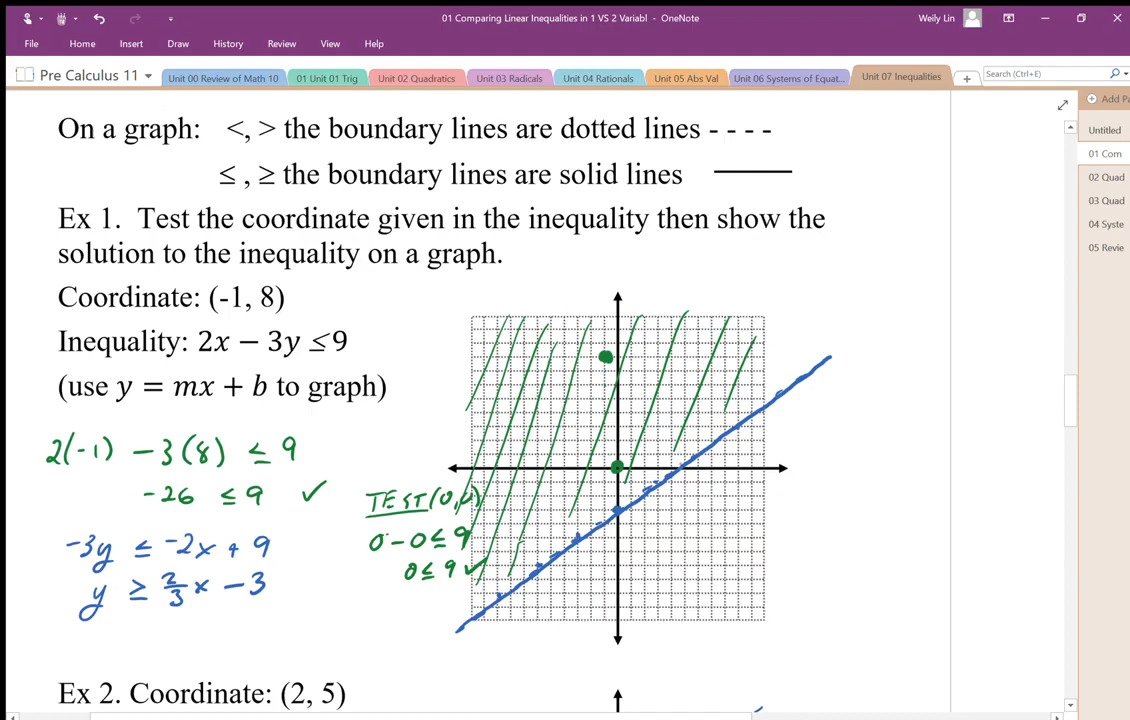 01 Comparing Linear Inequalities in 1 VS 2 Variabl - OneNote
Weily Lin
File Home Insert Draw History Review View Help
Pre Calculus 11
Unit 00 Review of Math 10
01 Unit 01 Trig
Unit 02 Quadratics
Unit 03 Radicals
Unit 04 Rationals
Unit 05 Abs Val
Unit 06 Systems of Equat...
Unit 07 Inequalities
Search (Ctrl+E)
Add Pa
Untitled
01 Com
02 Quad
03 Quad
04 Syste
05 Revie
On a graph: <, > the boundary lines are dotted lines - - - -
≤ , ≥ the boundary lines are solid lines
Ex 1. Test the coordinate given in the inequality then show the
solution to the inequality on a graph.
Coordinate: (-1, 8)
Inequality: 2x − 3y ≤ 9
(use y = mx + b to graph)
2(-1) - 3(8) ≤ 9
-26 ≤ 9 ✓
-3y ≤ -2x + 9
y ≥ 2/3 x - 3
TEST (0,0)
0 - 0 ≤ 9
0 ≤ 9 ✓
Ex 2. Coordinate: (2, 5)